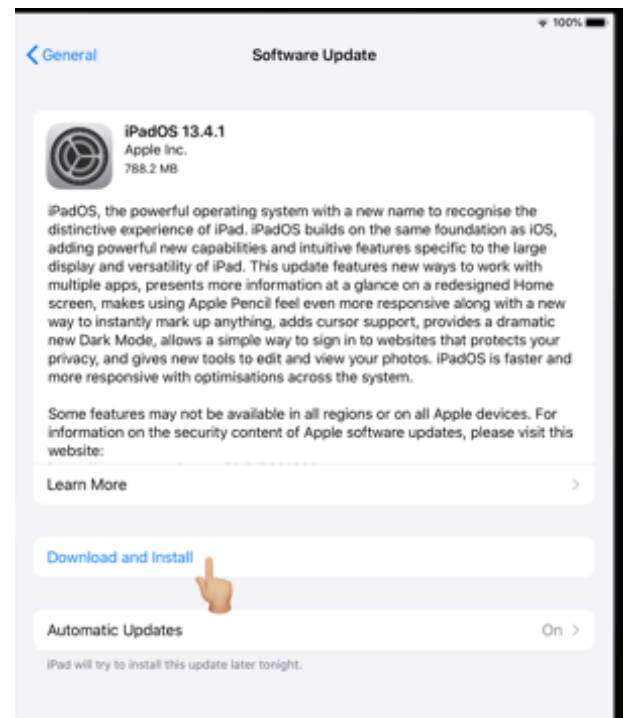 100%
General
Software Update
iPadOS 13.4.1
Apple Inc.
788.2 MB
iPadOS, the powerful operating system with a new name to recognise the
distinctive experience of iPad. iPadOS builds on the same foundation as iOS,
adding powerful new capabilities and intuitive features specific to the large
display and versatility of iPad. This update features new ways to work with
multiple apps, presents more information at a glance on a redesigned Home
screen, makes using Apple Pencil feel even more responsive along with a new
way to instantly mark up anything, adds cursor support, provides a dramatic
new Dark Mode, allows a simple way to sign in to websites that protects your
privacy, and gives new tools to edit and view your photos. iPadOS is faster and
more responsive with optimisations across the system.
Some features may not be available in all regions or on all Apple devices. For
information on the security content of Apple software updates, please visit this
website:
Learn More
Download and Install
Automatic Updates On
iPad will try to install this update later tonight.